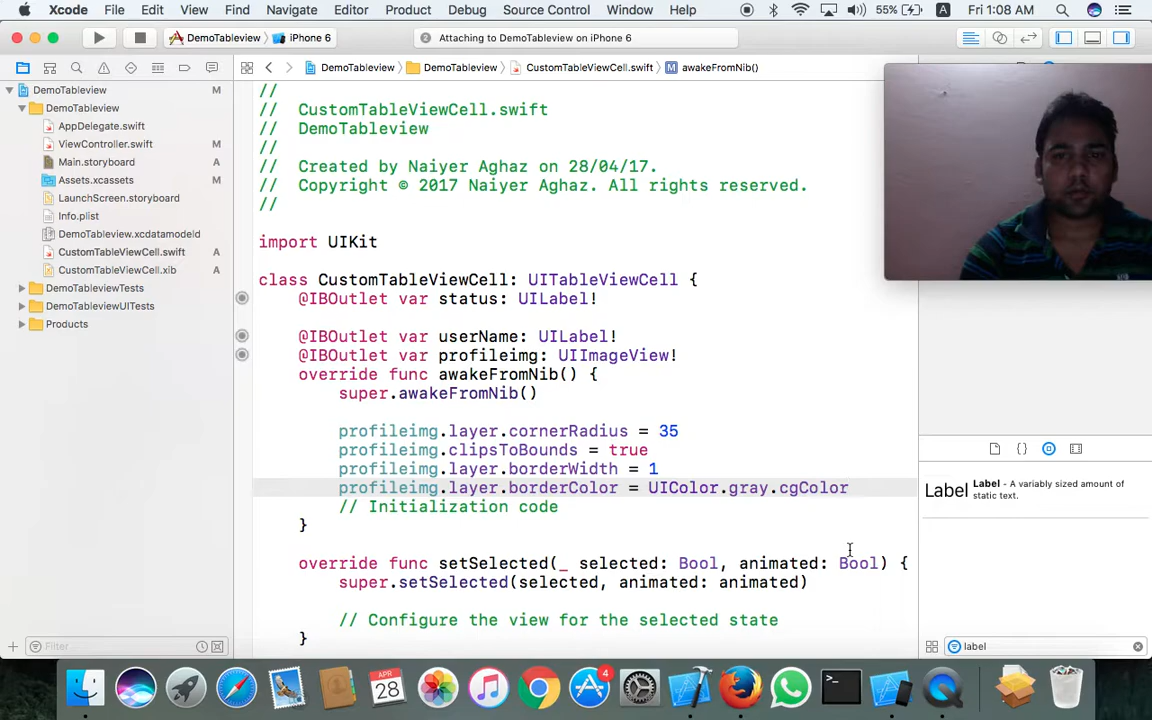 Xcode File Edit View Find Navigate Editor Product Debug Source Control Window Help 55% A Fri 1:08 AM
DemoTableview iPhone 6 2 Attaching to DemoTableview on iPhone 6
DemoTableview DemoTableview CustomTableViewCell.swift M awakeFromNib()
DemoTableview M
DemoTableview
AppDelegate.swift
ViewController.swift M
Main.storyboard A
Assets.xcassets M
LaunchScreen.storyboard
Info.plist
DemoTableview.xcdatamodeld
CustomTableViewCell.swift A
CustomTableViewCell.xib A
DemoTableviewTests
DemoTableviewUITests
Products
Filter
//
// CustomTableViewCell.swift
// DemoTableview
//
// Created by Naiyer Aghaz on 28/04/17.
// Copyright © 2017 Naiyer Aghaz. All rights reserved.
//
import UIKit
class CustomTableViewCell: UITableViewCell {
@IBOutlet var status: UILabel!
@IBOutlet var userName: UILabel!
@IBOutlet var profileimg: UIImageView!
override func awakeFromNib() {
super.awakeFromNib()
profileimg.layer.cornerRadius = 35
profileimg.clipsToBounds = true
profileimg.layer.borderWidth = 1
profileimg.layer.borderColor = UIColor.gray.cgColor
// Initialization code
}
override func setSelected(_ selected: Bool, animated: Bool) {
super.setSelected(selected, animated: animated)
// Configure the view for the selected state
}
{ }
Label Label - A variably sized amount of
static text.
label
APR
28
4
>_